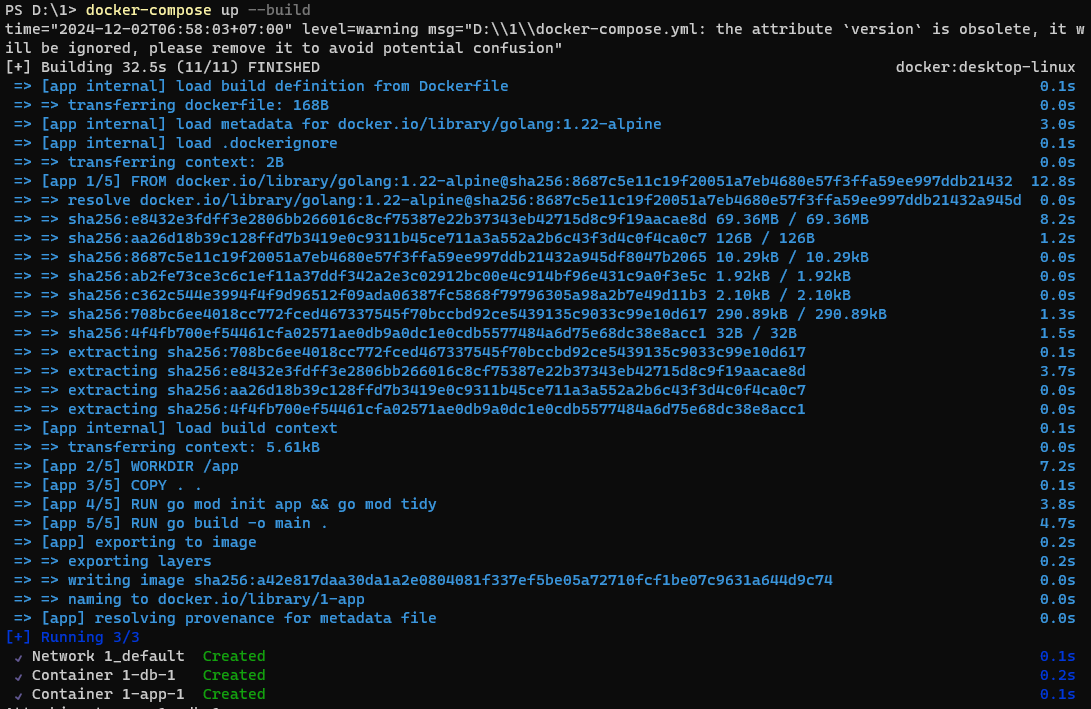 PS D:\1> docker-compose up --build
time="2024-12-02T06:58:03+07:00" level=warning msg="D:\\1\\docker-compose.yml: the attribute `version` is obsolete, it w
ill be ignored, please remove it to avoid potential confusion"
[+] Building 32.5s (11/11) FINISHED docker:desktop-linux
=> [app internal] load build definition from Dockerfile 0.1s
=> => transferring dockerfile: 168B 0.0s
=> [app internal] load metadata for docker.io/library/golang:1.22-alpine 3.0s
=> [app internal] load .dockerignore 0.1s
=> => transferring context: 2B 0.0s
=> [app 1/5] FROM docker.io/library/golang:1.22-alpine@sha256:8687c5e11c19f20051a7eb4680e57f3ffa59ee997ddb21432 12.8s
=> => resolve docker.io/library/golang:1.22-alpine@sha256:8687c5e11c19f20051a7eb4680e57f3ffa59ee997ddb21432a945d 0.0s
=> => sha256:e8432e3fdff3e2806bb266016c8cf75387e22b37343eb42715d8c9f19aacae8d 69.36MB / 69.36MB 8.2s
=> => sha256:aa26d18b39c128ffd7b3419e0c9311b45ce711a3a552a2b6c43f3d4c0f4ca0c7 126B / 126B 1.2s
=> => sha256:8687c5e11c19f20051a7eb4680e57f3ffa59ee997ddb21432a945df8047b2065 10.29kB / 10.29kB 0.0s
=> => sha256:ab2fe73ce3c6c1ef11a37ddf342a2e3c02912bc00e4c914bf96e431c9a0f3e5c 1.92kB / 1.92kB 0.0s
=> => sha256:c362c544e3994f4f9d96512f09ada06387fc5868f79796305a98a2b7e49d11b3 2.10kB / 2.10kB 0.0s
=> => sha256:708bc6ee4018cc772fced467337545f70bccbd92ce5439135c9033c99e10d617 290.89kB / 290.89kB 1.3s
=> => sha256:4f4fb700ef54461cfa02571ae0db9a0dc1e0cdb5577484a6d75e68dc38e8acc1 32B / 32B 1.5s
=> => extracting sha256:708bc6ee4018cc772fced467337545f70bccbd92ce5439135c9033c99e10d617 0.1s
=> => extracting sha256:e8432e3fdff3e2806bb266016c8cf75387e22b37343eb42715d8c9f19aacae8d 3.7s
=> => extracting sha256:aa26d18b39c128ffd7b3419e0c9311b45ce711a3a552a2b6c43f3d4c0f4ca0c7 0.0s
=> => extracting sha256:4f4fb700ef54461cfa02571ae0db9a0dc1e0cdb5577484a6d75e68dc38e8acc1 0.0s
=> [app internal] load build context 0.1s
=> => transferring context: 5.61kB 0.0s
=> [app 2/5] WORKDIR /app 7.2s
=> [app 3/5] COPY . . 0.1s
=> [app 4/5] RUN go mod init app && go mod tidy 3.8s
=> [app 5/5] RUN go build -o main . 4.7s
=> [app] exporting to image 0.2s
=> => exporting layers 0.2s
=> => writing image sha256:a42e817daa30da1a2e0804081f337ef5be05a72710fcf1be07c9631a644d9c74 0.0s
=> => naming to docker.io/library/1-app 0.0s
=> [app] resolving provenance for metadata file 0.0s
[+] Running 3/3
✓ Network 1_default Created 0.1s
✓ Container 1-db-1 Created 0.2s
✓ Container 1-app-1 Created 0.1s